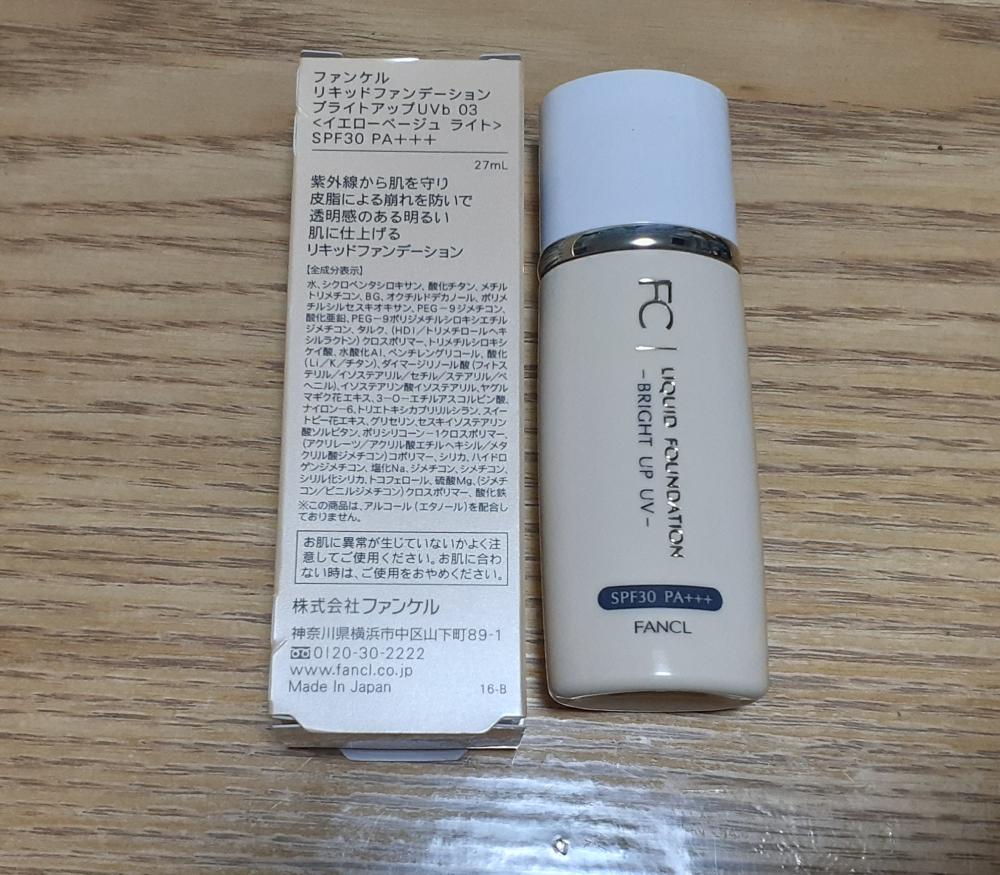 ファンケル
リキッドファンデーション
ブライトアップUVb 03
<イエローベージュ ライト>
SPF30 PA+++
27mL
紫外線から肌を守り
皮脂による崩れを防いで
透明感のある明るい
肌に仕上げる
リキッドファンデーション
【全成分表示】
水、シクロペンタシロキサン、酸化チタン、メチル
トリメチコン、BG、オクチルドデカノール、ポリメ
チルシルセスキオキサン、PEG-9ジメチコン、
酸化亜鉛、PEG-9ポリジメチルシロキシエチル
ジメチコン、タルク、(HDI/トリメチロールヘキ
シルラクトン)クロスポリマー、トリメチルシロキシ
ケイ酸、水酸化Al、ペンチレングリコール、酸化
(Li/K/チタン)、ダイマージリノール酸(フィトス
テリル/イソステアリル/セチル/ステアリル/ベ
ヘニル)、イソステアリン酸イソステアリル、ヤグル
マギク花エキス、3-O-エチルアスコルビン酸、
ナイロン-6、トリエトキシカプリリルシラン、スイー
トピー花エキス、グリセリン、セスキイソステアリン
酸ソルビタン、ポリシリコーン-1クロスポリマー、
(アクリレーツ/アクリル酸エチルヘキシル/メタ
クリル酸ジメチコン)コポリマー、シリカ、ハイドロ
ゲンジメチコン、塩化Na、ジメチコン、シメチコン、
シリル化シリカ、トコフェロール、硫酸Mg、(ジメチ
コン/ビニルジメチコン)クロスポリマー、酸化鉄
※この商品は、アルコール(エタノール)を配合し
ておりません。
お肌に異常が生じていないかよく注
意してご使用ください。お肌に合わ
ない時は、ご使用をおやめください。
株式会社ファンケル
神奈川県横浜市中区山下町89-1
0120-30-2222
www.fancl.co.jp
Made In Japan
16-B
FC
LIQUID FOUNDATION
-BRIGHT UP UV-
SPF30 PA+++
FANCL